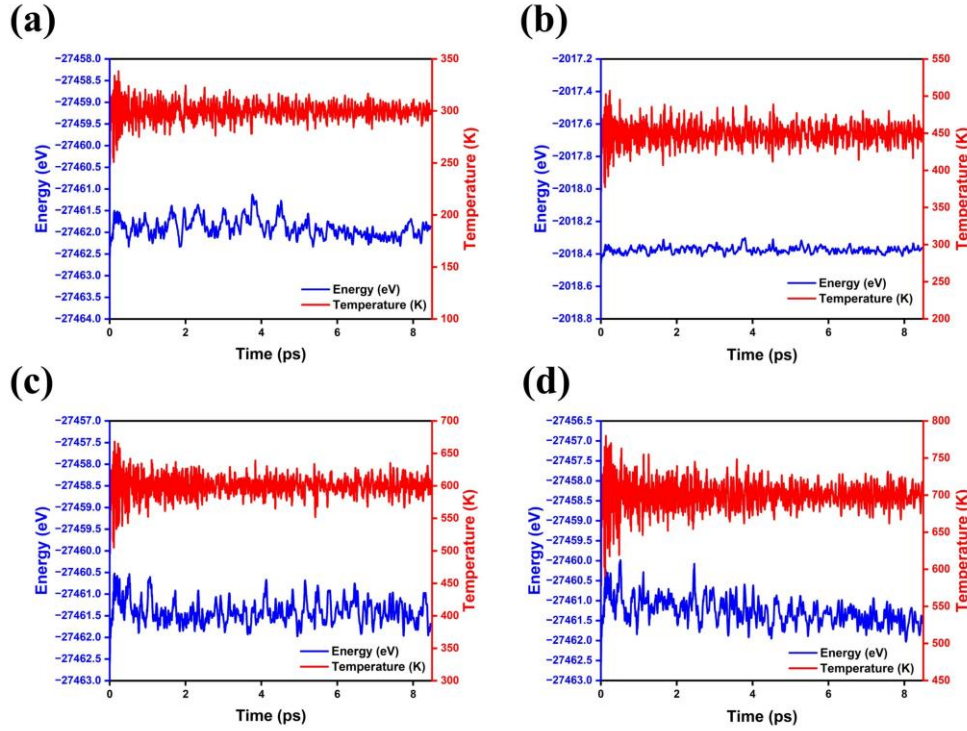 (a)
Energy (eV)
−27458.0
−27458.5
−27459.0
−27459.5
−27460.0
−27460.5
−27461.0
−27461.5
−27462.0
−27462.5
−27463.0
−27463.5
−27464.0
350
300
250
200
150
100
Temperature (K)
Energy (eV)
Temperature (K)
0 2 4 6 8
Time (ps)
(b)
Energy (eV)
−2017.2
−2017.4
−2017.6
−2017.8
−2018.0
−2018.2
−2018.4
−2018.6
−2018.8
550
500
450
400
350
300
250
200
Temperature (K)
Energy (eV)
Temperature (K)
0 2 4 6 8
Time (ps)
(c)
Energy (eV)
−27457.0
−27457.5
−27458.0
−27458.5
−27459.0
−27459.5
−27460.0
−27460.5
−27461.0
−27461.5
−27462.0
−27462.5
−27463.0
700
650
600
550
500
450
400
350
300
Temperature (K)
Energy (eV)
Temperature (K)
0 2 4 6 8
Time (ps)
(d)
Energy (eV)
−27456.5
−27457.0
−27457.5
−27458.0
−27458.5
−27459.0
−27459.5
−27460.0
−27460.5
−27461.0
−27461.5
−27462.0
−27462.5
−27463.0
800
750
700
650
600
550
500
450
Temperature (K)
Energy (eV)
Temperature (K)
0 2 4 6 8
Time (ps)